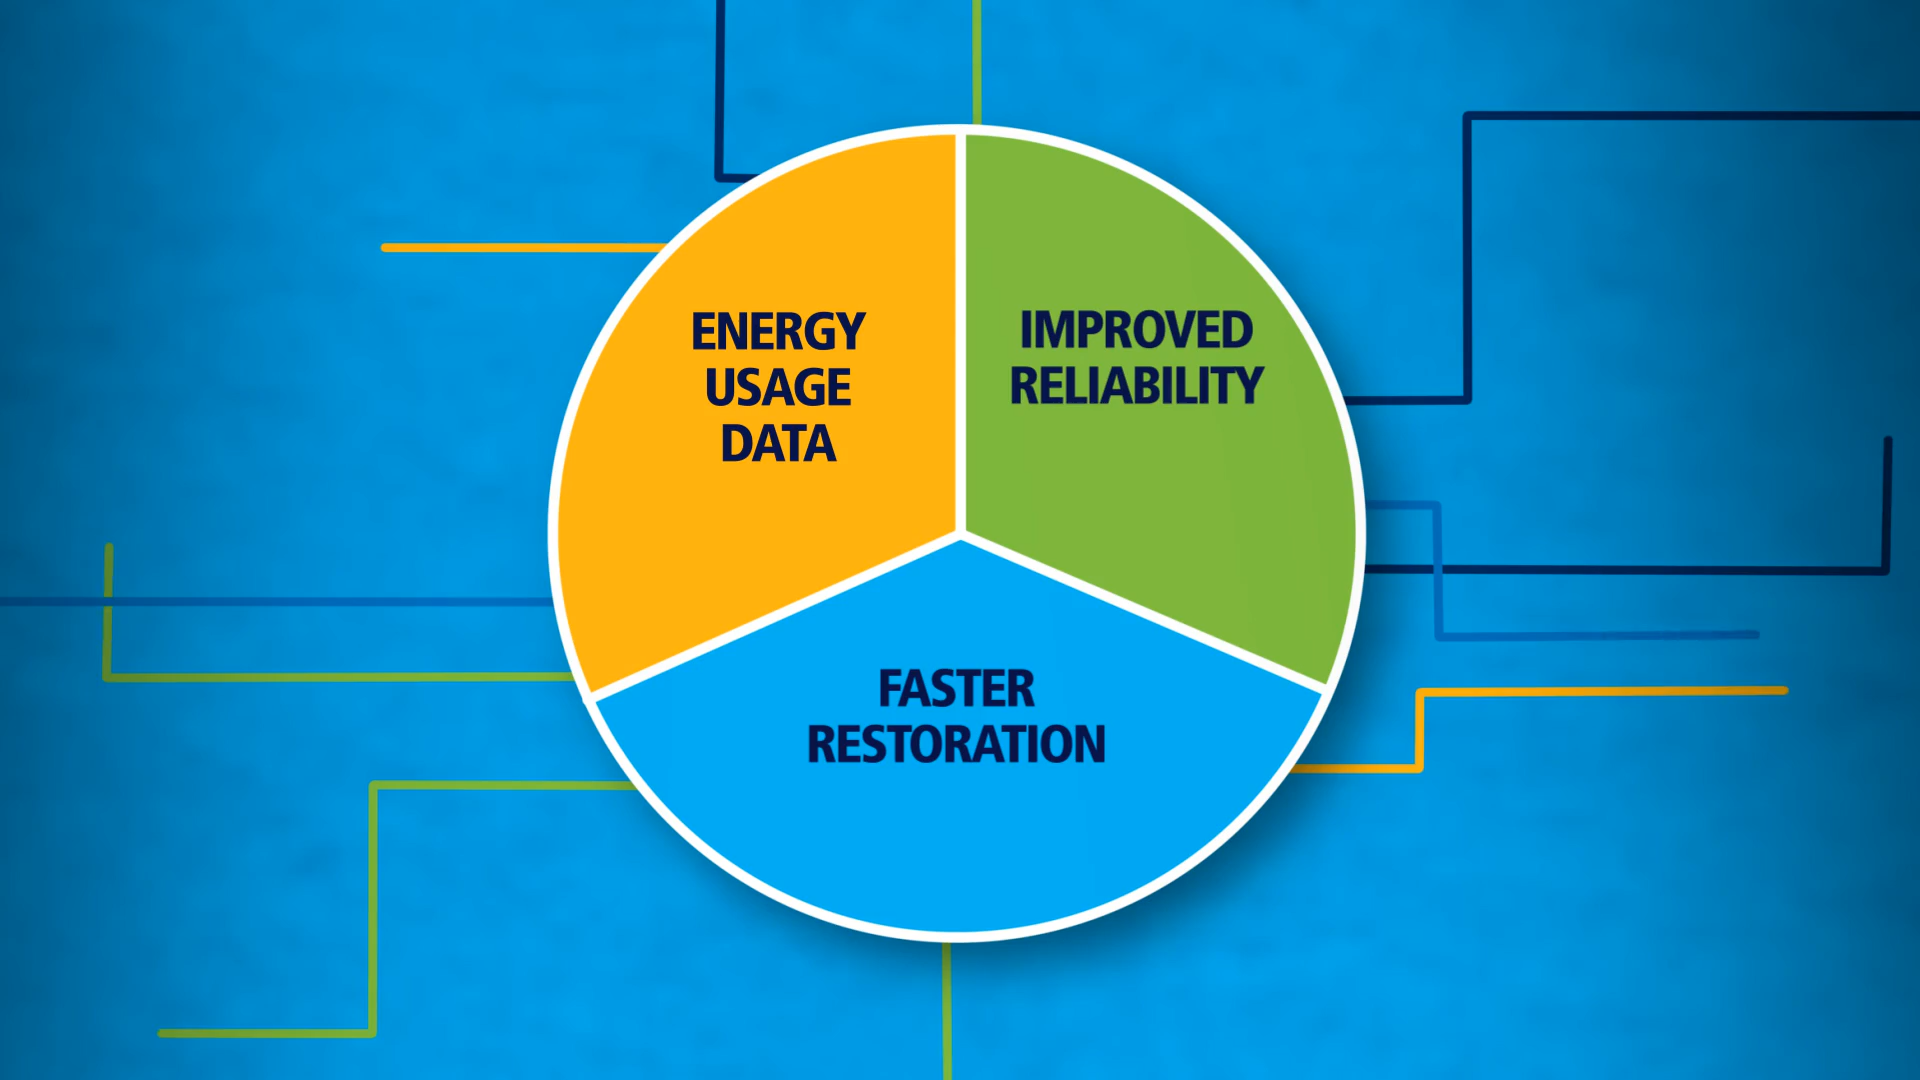 ENERGY
USAGE
DATA
IMPROVED
RELIABILITY
FASTER
RESTORATION